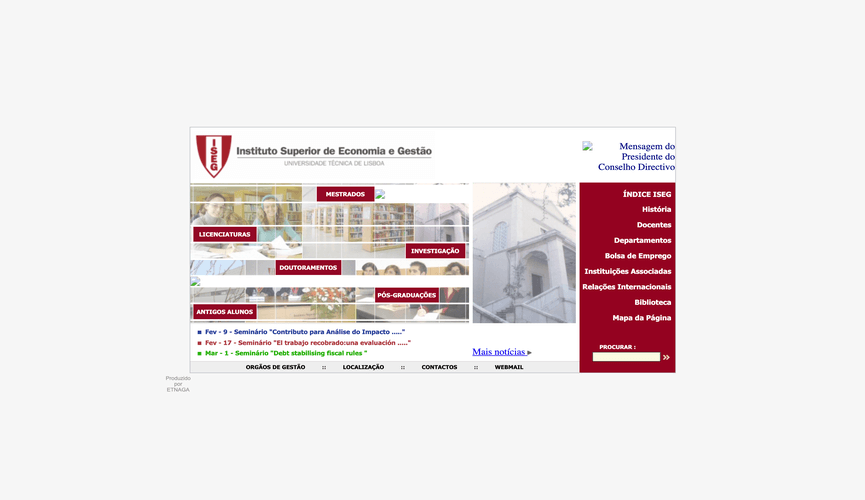 ISEG
Instituto Superior de Economia e Gestão
UNIVERSIDADE TÉCNICA DE LISBOA
Mensagem do
Presidente do
Conselho Directivo
MESTRADOS
LICENCIATURAS
INVESTIGAÇÃO
DOUTORAMENTOS
PÓS-GRADUAÇÕES
ANTIGOS ALUNOS
ÍNDICE ISEG
História
Docentes
Departamentos
Bolsa de Emprego
Instituições Associadas
Relações Internacionais
Biblioteca
Mapa da Página
PROCURAR :
Fev - 9 - Seminário "Contributo para Análise do Impacto ....."
Fev - 17 - Seminário "El trabajo recobrado:una evaluación ....."
Mar - 1 - Seminário "Debt stabilising fiscal rules "
Mais notícias
ORGÃOS DE GESTÃO :: LOCALIZAÇÃO :: CONTACTOS :: WEBMAIL
Produzido
por
ETNAGA